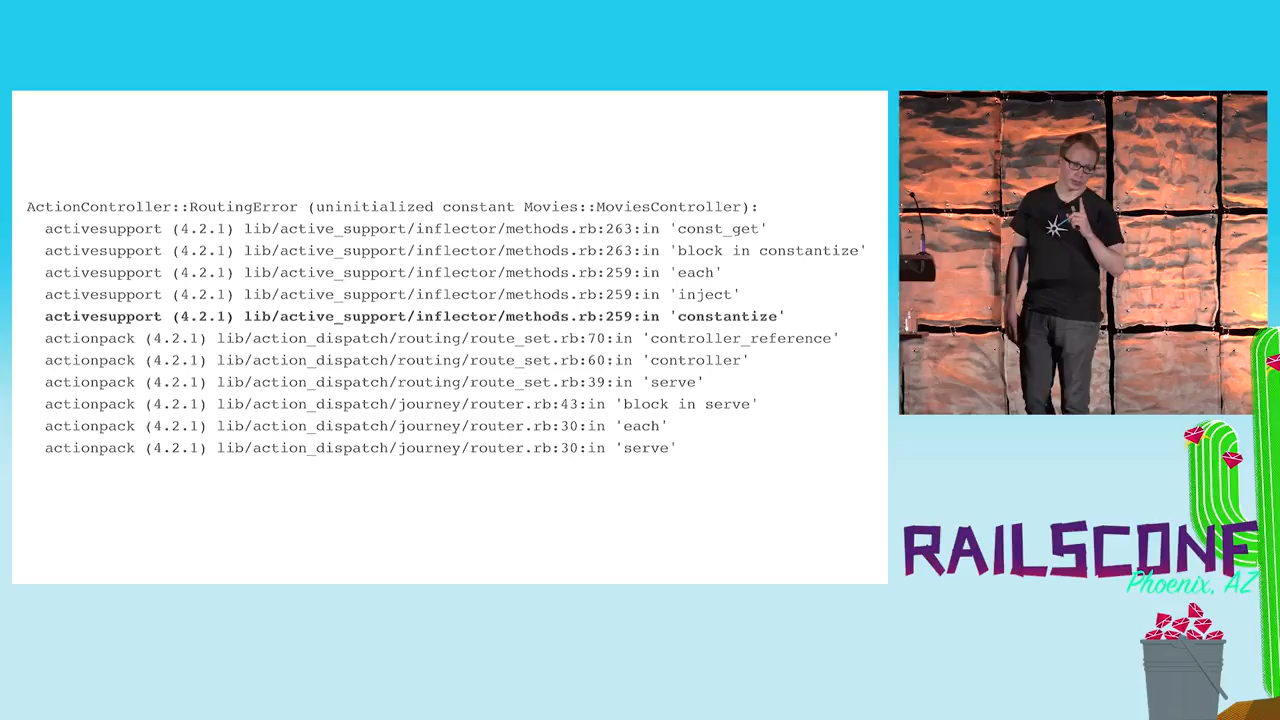 ActionController::RoutingError (uninitialized constant Movies::MoviesController):
activesupport (4.2.1) lib/active_support/inflector/methods.rb:263:in 'const_get'
activesupport (4.2.1) lib/active_support/inflector/methods.rb:263:in 'block in constantize'
activesupport (4.2.1) lib/active_support/inflector/methods.rb:259:in 'each'
activesupport (4.2.1) lib/active_support/inflector/methods.rb:259:in 'inject'
activesupport (4.2.1) lib/active_support/inflector/methods.rb:259:in 'constantize'
actionpack (4.2.1) lib/action_dispatch/routing/route_set.rb:70:in 'controller_reference'
actionpack (4.2.1) lib/action_dispatch/routing/route_set.rb:60:in 'controller'
actionpack (4.2.1) lib/action_dispatch/routing/route_set.rb:39:in 'serve'
actionpack (4.2.1) lib/action_dispatch/journey/router.rb:43:in 'block in serve'
actionpack (4.2.1) lib/action_dispatch/journey/router.rb:30:in 'each'
actionpack (4.2.1) lib/action_dispatch/journey/router.rb:30:in 'serve'
RAILSCONF
Phoenix, AZ